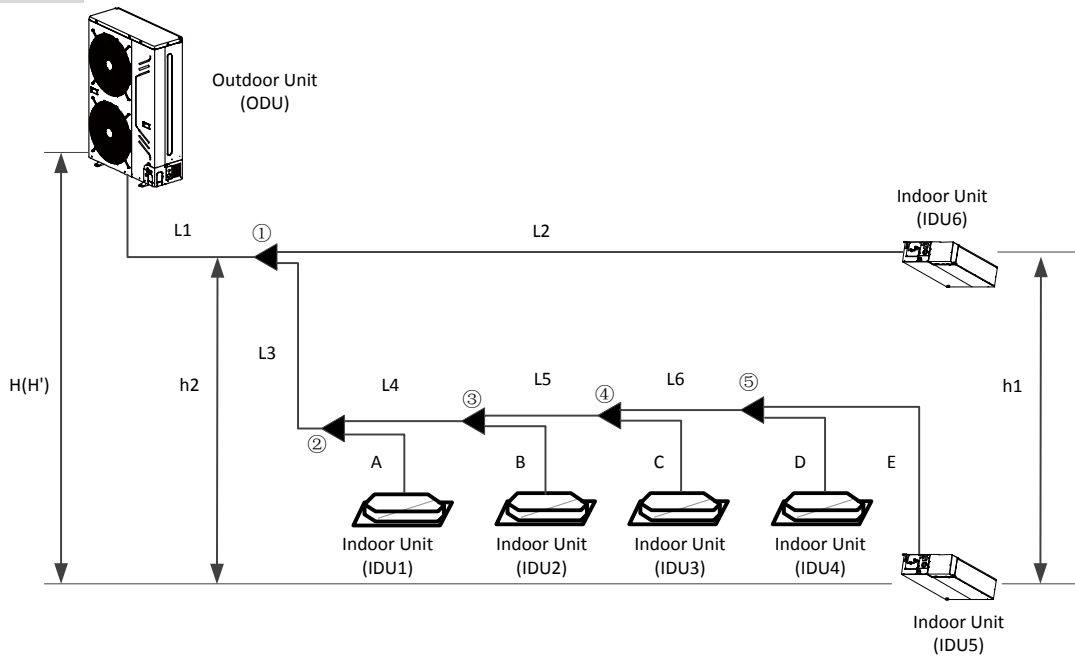 Outdoor Unit
(ODU)
Indoor Unit
(IDU6)
L1
①
L2
L3
H(H')
h2
h1
L4
③
L5
④
L6
⑤
②
A
B
C
D
E
Indoor Unit
(IDU1)
Indoor Unit
(IDU2)
Indoor Unit
(IDU3)
Indoor Unit
(IDU4)
Indoor Unit
(IDU5)